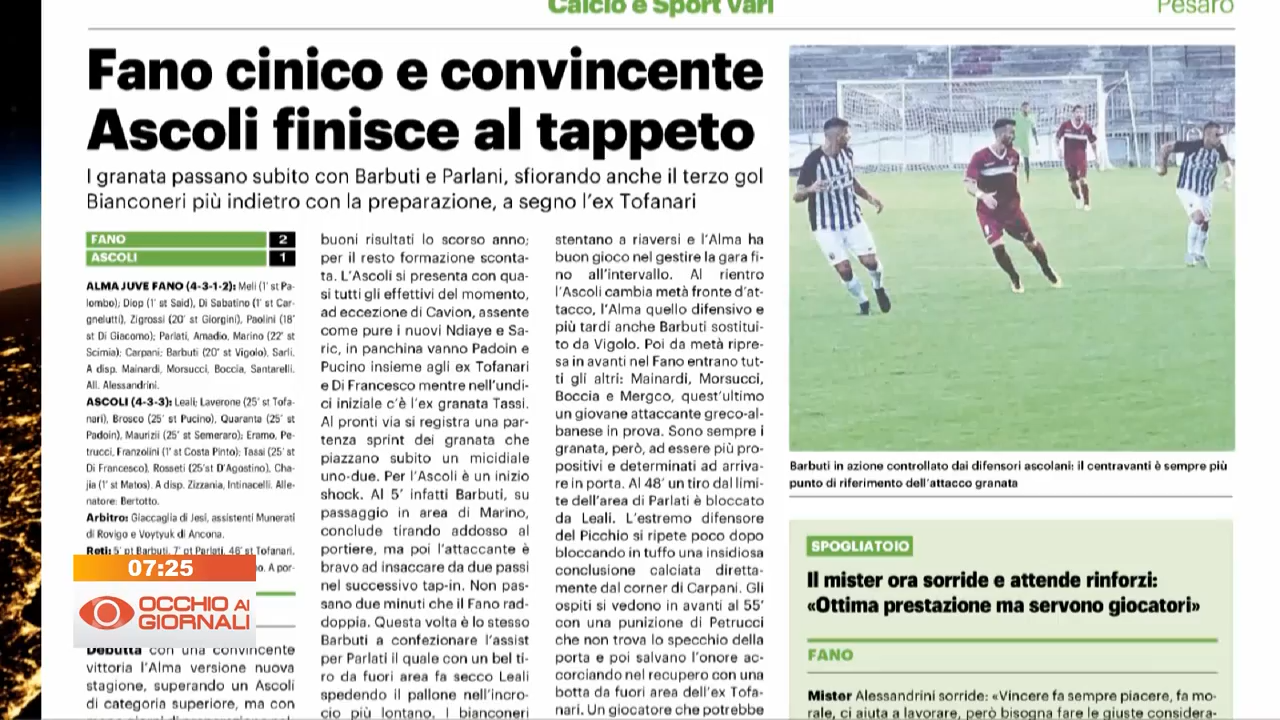 Calcio e Sport Vari
Pesaro
Fano cinico e convincente
Ascoli finisce al tappeto
I granata passano subito con Barbuti e Parlani, sfiorando anche il terzo gol
Bianconeri più indietro con la preparazione, a segno l'ex Tofanari
FANO 2
ASCOLI 1
ALMA JUVE FANO (4-3-1-2): Meli (1' st Pa-
lombo); Diop (1' st Said), Di Sabatino (1' st Car-
gnelutti), Zigrossi (20' st Giorgini), Paolini (18'
st Di Giacomo); Parlati, Amadio, Marino (22' st
Scimia); Carpani; Barbuti (20' st Vigolo), Sarli.
A disp. Mainardi, Morsucci, Boccia, Santarelli.
All. Alessandrini.
ASCOLI (4-3-3): Leali; Laverone (25' st Tofa-
nari), Brosco (25' st Pucino), Quaranta (25' st
Padoin), Maurizii (25' st Semeraro); Eramo, Pe-
trucci, Franzolini (1' st Costa Pinto); Tassi (25' st
Di Francesco), Rosseti (25'st D'Agostino), Cha-
jia (1' st Matos). A disp. Zizzania, Intinacelli. Alle-
natore: Bertotto.
Arbitro: Giaccaglia di Jesi, assistenti Munerati
di Rovigo e Voytyuk di Ancona.
Reti: 5' pt Barbuti, 7' pt Parlati, 46' st Tofanari.
o. A por-
07:25
OCCHIO AI
GIORNALI
Debutta con una convincente
vittoria l'Alma versione nuova
stagione, superando un Ascoli
di categoria superiore, ma con
buoni risultati lo scorso anno;
per il resto formazione sconta-
ta. L'Ascoli si presenta con qua-
si tutti gli effettivi del momento,
ad eccezione di Cavion, assente
come pure i nuovi Ndiaye e Sa-
ric, in panchina vanno Padoin e
Pucino insieme agli ex Tofanari
e Di Francesco mentre nell'undi-
ci iniziale c'è l'ex granata Tassi.
Al pronti via si registra una par-
tenza sprint dei granata che
piazzano subito un micidiale
uno-due. Per l'Ascoli è un inizio
shock. Al 5' infatti Barbuti, su
passaggio in area di Marino,
conclude tirando addosso al
portiere, ma poi l'attaccante è
bravo ad insaccare da due passi
nel successivo tap-in. Non pas-
sano due minuti che il Fano rad-
doppia. Questa volta è lo stesso
Barbuti a confezionare l'assist
per Parlati il quale con un bel ti-
ro da fuori area fa secco Leali
spedendo il pallone nell'incro-
cio più lontano. I bianconeri
stentano a riaversi e l'Alma ha
buon gioco nel gestire la gara fi-
no all'intervallo. Al rientro
l'Ascoli cambia metà fronte d'at-
tacco, l'Alma quello difensivo e
più tardi anche Barbuti sostitui-
to da Vigolo. Poi da metà ripre-
sa in avanti nel Fano entrano tut-
ti gli altri: Mainardi, Morsucci,
Boccia e Mergco, quest'ultimo
un giovane attaccante greco-al-
banese in prova. Sono sempre i
granata, però, ad essere più pro-
positivi e determinati ad arriva-
re in porta. Al 48' un tiro dal limi-
te dell'area di Parlati è bloccato
da Leali. L'estremo difensore
del Picchio si ripete poco dopo
bloccando in tuffo una insidiosa
conclusione calciata diretta-
mente dal corner di Carpani. Gli
ospiti si vedono in avanti al 55'
con una punizione di Petrucci
che non trova lo specchio della
porta e poi salvano l'onore ac-
corciando nel recupero con una
botta da fuori area dell'ex Tofa-
nari. Un giocatore che potrebbe
Barbuti in azione controllato dai difensori ascolani: il centravanti è sempre più
punto di riferimento dell'attacco granata
SPOGLIATOIO
Il mister ora sorride e attende rinforzi:
«Ottima prestazione ma servono giocatori»
FANO
Mister Alessandrini sorride: «Vincere fa sempre piacere, fa mo-
rale, ci aiuta a lavorare, però bisogna fare le giuste considera-